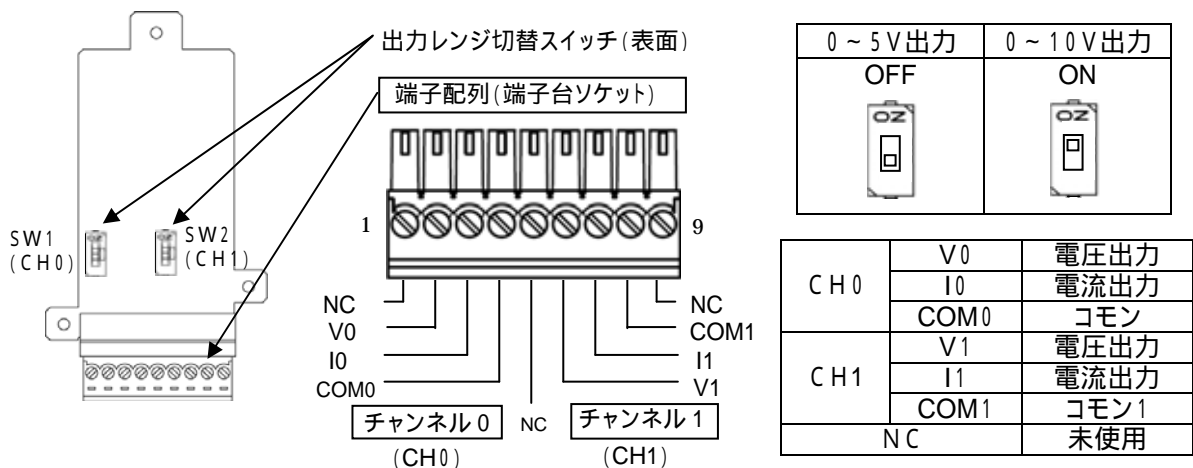 出力レンジ切替スイッチ(表面)
端子配列(端子台ソケット)
SW1
(CH0)
SW2
(CH1)
1
9
NC
V0
I0
COM0
NC
NC
COM1
I1
V1
チャンネル0
(CH0)
チャンネル1
(CH1)
0~5V出力 0~10V出力
OFF ON
ON ON
CH0 V0 電圧出力
I0 電流出力
COM0 コモン
CH1 V1 電圧出力
I1 電流出力
COM1 コモン1
NC 未使用